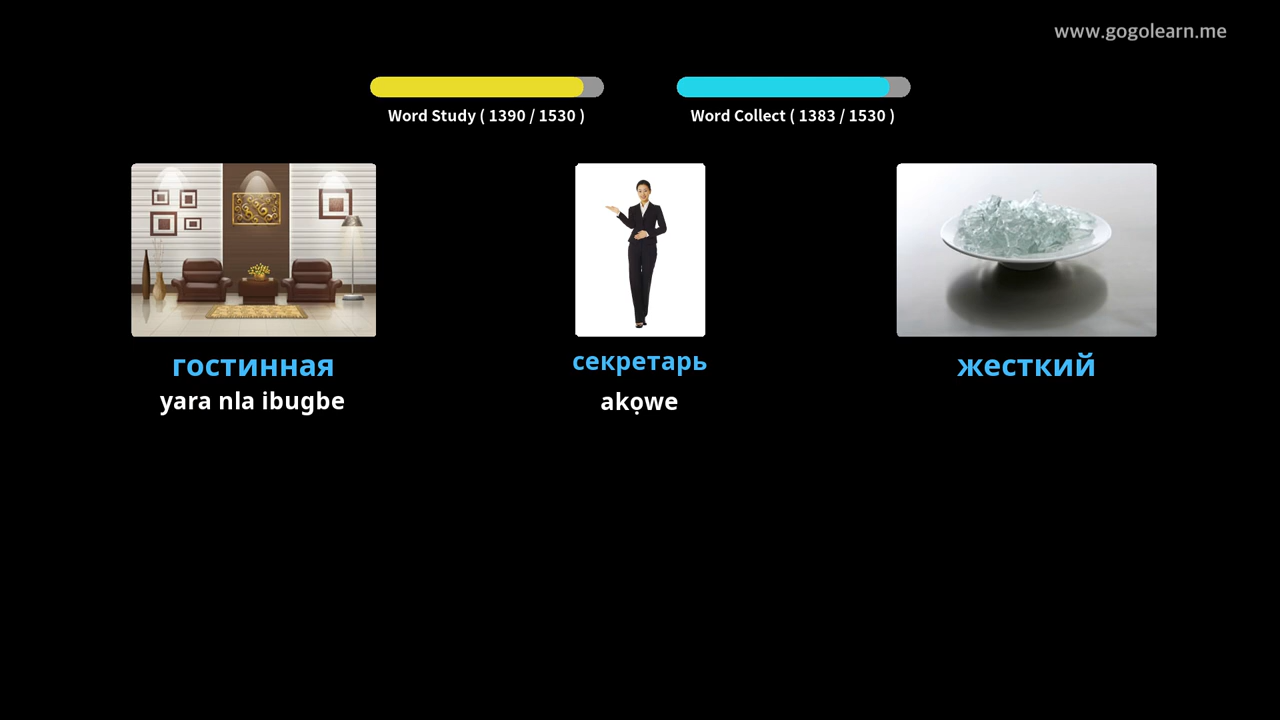 www.gogolearn.me
Word Study ( 1390 / 1530 )
Word Collect ( 1383 / 1530 )
гостинная
yara nla ibugbe
секретарь
akọwe
жесткий